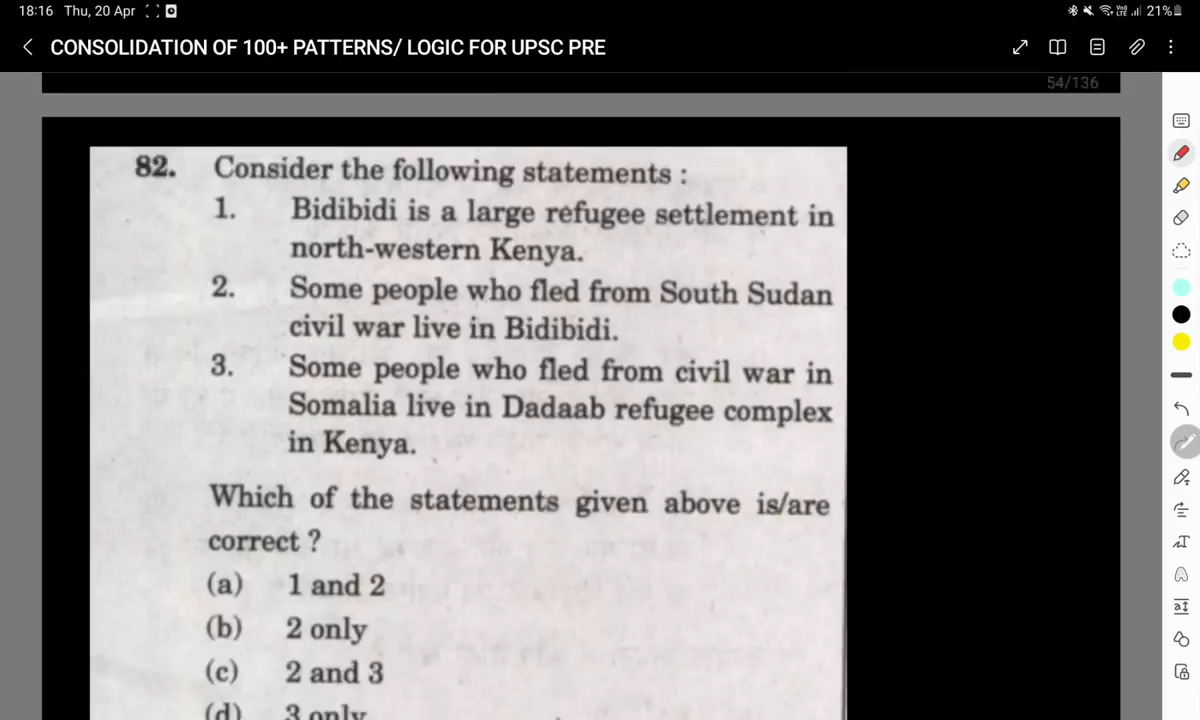 18:16 Thu, 20 Apr 21%
CONSOLIDATION OF 100+ PATTERNS/ LOGIC FOR UPSC PRE
54/136
82. Consider the following statements :
1. Bidibidi is a large refugee settlement in
north-western Kenya.
2. Some people who fled from South Sudan
civil war live in Bidibidi.
3. Some people who fled from civil war in
Somalia live in Dadaab refugee complex
in Kenya.
Which of the statements given above is/are
correct ?
(a) 1 and 2
(b) 2 only
(c) 2 and 3
(d) 3 only